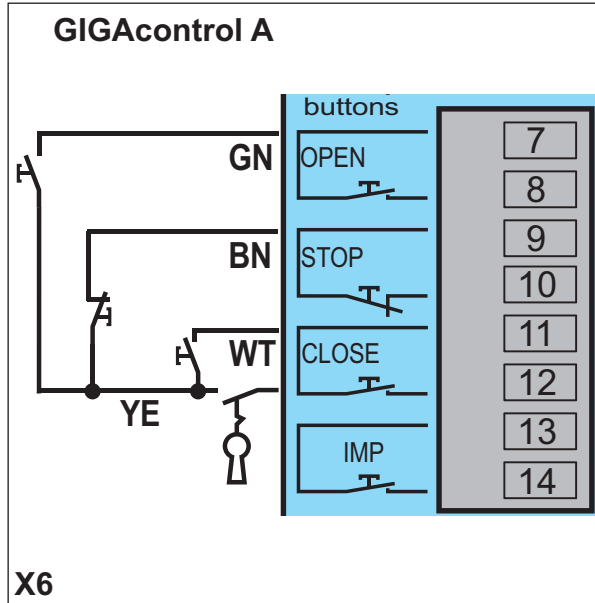 GIGAcontrol A
buttons
GN
OPEN
7
8
BN
STOP
9
10
WT
CLOSE
11
12
YE
IMP
13
14
X6